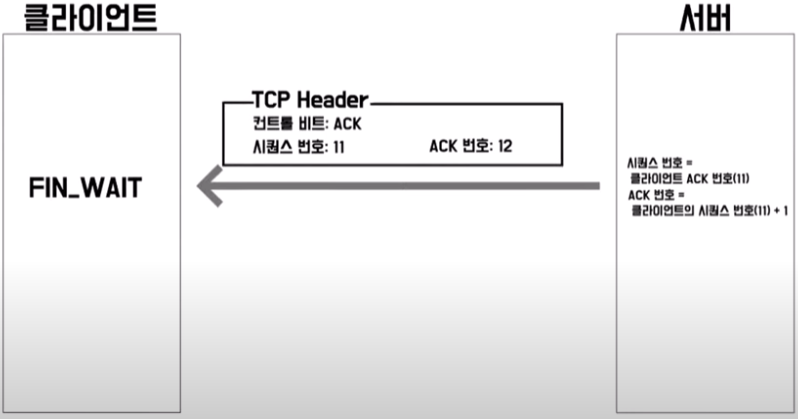 클라이언트
서버
TCP Header
컨트롤 비트: ACK
시퀀스 번호: 11
ACK 번호: 12
FIN_WAIT
시퀀스 번호 =
클라이언트 ACK 번호(11)
ACK 번호 =
클라이언트의 시퀀스 번호(11) + 1